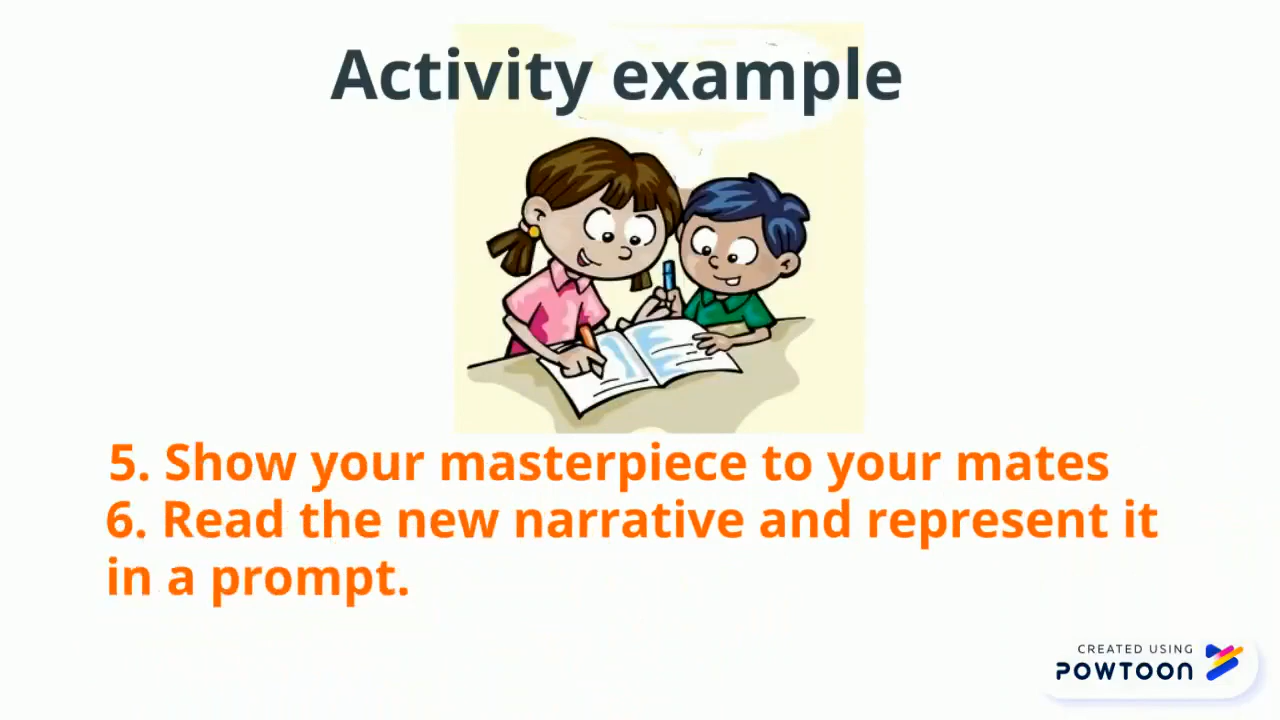 Activity example
5. Show your masterpiece to your mates
6. Read the new narrative and represent it
in a prompt.
CREATED USING
POWTOON